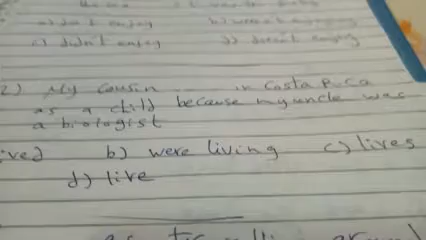 c) didn't enjoy d) doesn't enjoy
2) My cousin ... in Costa Rica
as a child because my uncle was
a biologist
ived b) were living c) lives
d) live